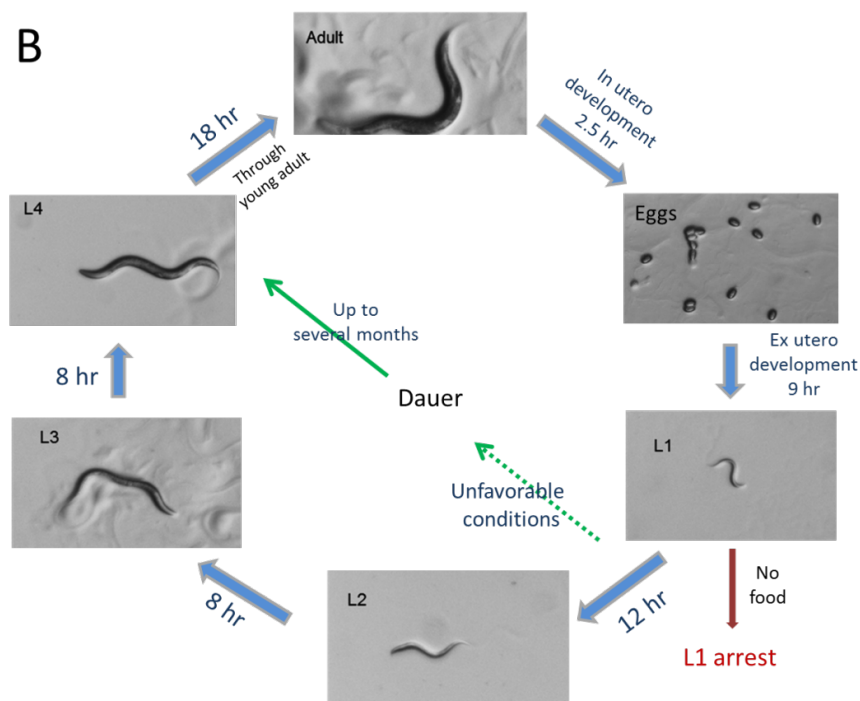 B
Adult
In utero
development
2.5 hr
18 hr
Through
young adult
L4
Eggs
Up to
several months
Ex utero
development
9 hr
8 hr
Dauer
L3
L1
Unfavorable
conditions
No
food
12 hr
L2
8 hr
L1 arrest